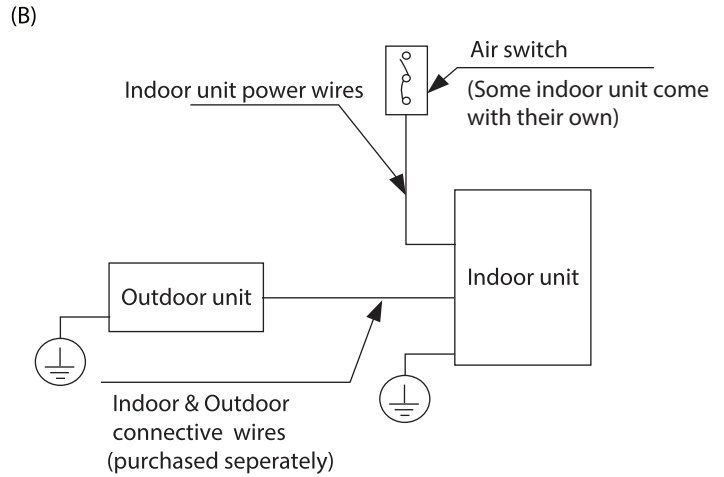 (B)
Air switch
(Some indoor unit come
with their own)
Indoor unit power wires
Indoor unit
Outdoor unit
Indoor & Outdoor
connective wires
(purchased seperately)